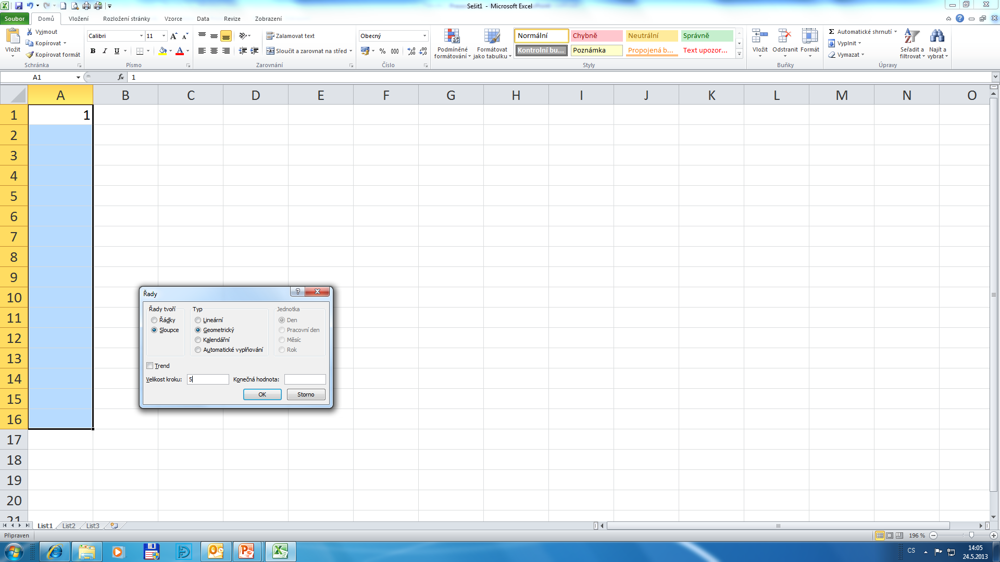 Sešit1 - Microsoft Excel
Soubor Domů Vložení Rozložení stránky Vzorce Data Revize Zobrazení
Vložit
Vyjmout
Kopírovat
Kopírovat formát
Schránka
Calibri 11
B I U
Písmo
Zalamovat text
Sloučit a zarovnat na střed
Zarovnání
Obecný
% 000
Číslo
Podmíněné formátování
Formátovat jako tabulku
Normální Chybně Neutrální Správně
Kontrolní bu... Poznámka Propojená b... Text upozor...
Styly
Vložit Odstranit Formát
Buňky
Σ Automatické shrnutí
Vyplnit
Vymazat
Seřadit a filtrovat
Najít a vybrat
Úpravy
A1 fx 1
A B C D E F G H I J K L M N O
1 1
2
3
4
5
6
7
8
9
10
11
12
13
14
15
16
17
18
19
20
21
Řady
Řady tvoří
Řádky
Sloupce
Typ
Lineární
Geometrický
Kalendářní
Automatické vyplňování
Jednotka
Den
Pracovní den
Měsíc
Rok
Trend
Velikost kroku: 5 Konečná hodnota:
OK Storno
List1 List2 List3
Připraven 196 %
CS 14:05
24.5.2013